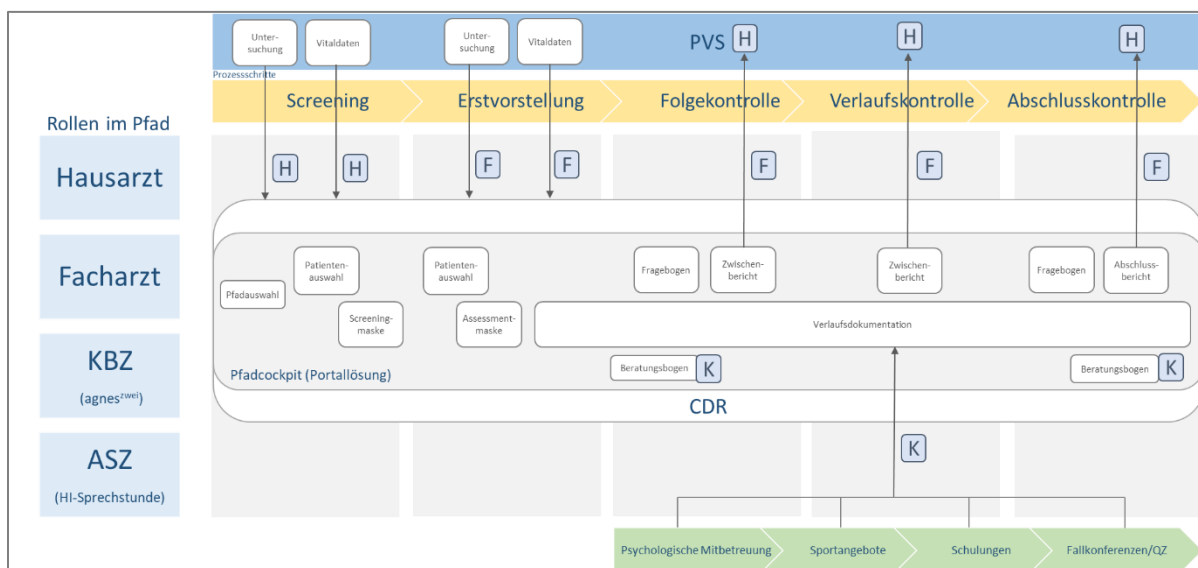 Unter-
suchung
Vitaldaten
Unter-
suchung
Vitaldaten
PVS
H
H
H
Prozessschritte
Screening
Erstvorstellung
Folgekontrolle
Verlaufskontrolle
Abschlusskontrolle
Rollen im Pfad
Hausarzt
H
H
F
F
F
F
F
Facharzt
Pfadauswahl
Patienten-
auswahl
Screening-
maske
Patienten-
auswahl
Assessment-
maske
Fragebogen
Zwischen-
bericht
Zwischen-
bericht
Fragebogen
Abschluss-
bericht
Verlaufsdokumentation
KBZ
(agneszwei)
Pfadcockpit (Portallösung)
Beratungsbogen
K
Beratungsbogen
K
CDR
ASZ
(HI-Sprechstunde)
K
Psychologische Mitbetreuung
Sportangebote
Schulungen
Fallkonferenzen/QZ